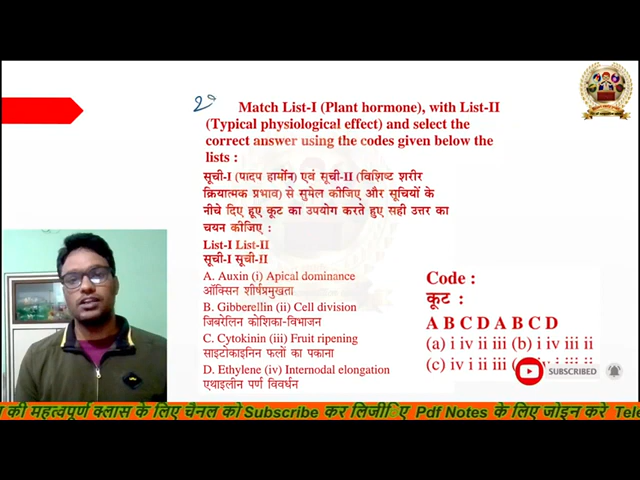 2
Match List-I (Plant hormone), with List-II
(Typical physiological effect) and select the
correct answer using the codes given below the
lists :
सूची-I (पादप हार्मोन) एवं सूची-II (विशिष्ट शरीर
क्रियात्मक प्रभाव) से सुमेल कीजिए और सूचियों के
नीचे दिए हूए कूट का उपयोग करते हुए सही उत्तर का
चयन कीजिए :
List-I List-II
सूची-I सूची-II
A. Auxin (i) Apical dominance
ऑक्सिन शीर्षप्रमुखता
B. Gibberellin (ii) Cell division
जिबरेलिन कोशिका-विभाजन
C. Cytokinin (iii) Fruit ripening
साइटोकाइनिन फलों का पकाना
D. Ethylene (iv) Internodal elongation
एथाइलीन पर्ण विवर्धन
Code :
कूट :
A B C D A B C D
(a) i iv ii iii (b) i iv iii ii
(c) iv i ii iii
SUBSCRIBED
की महत्वपूर्ण क्लास के लिए चैनल को Subscribe कर लिजीिए Pdf Notes के लिए जोइन करे Tele